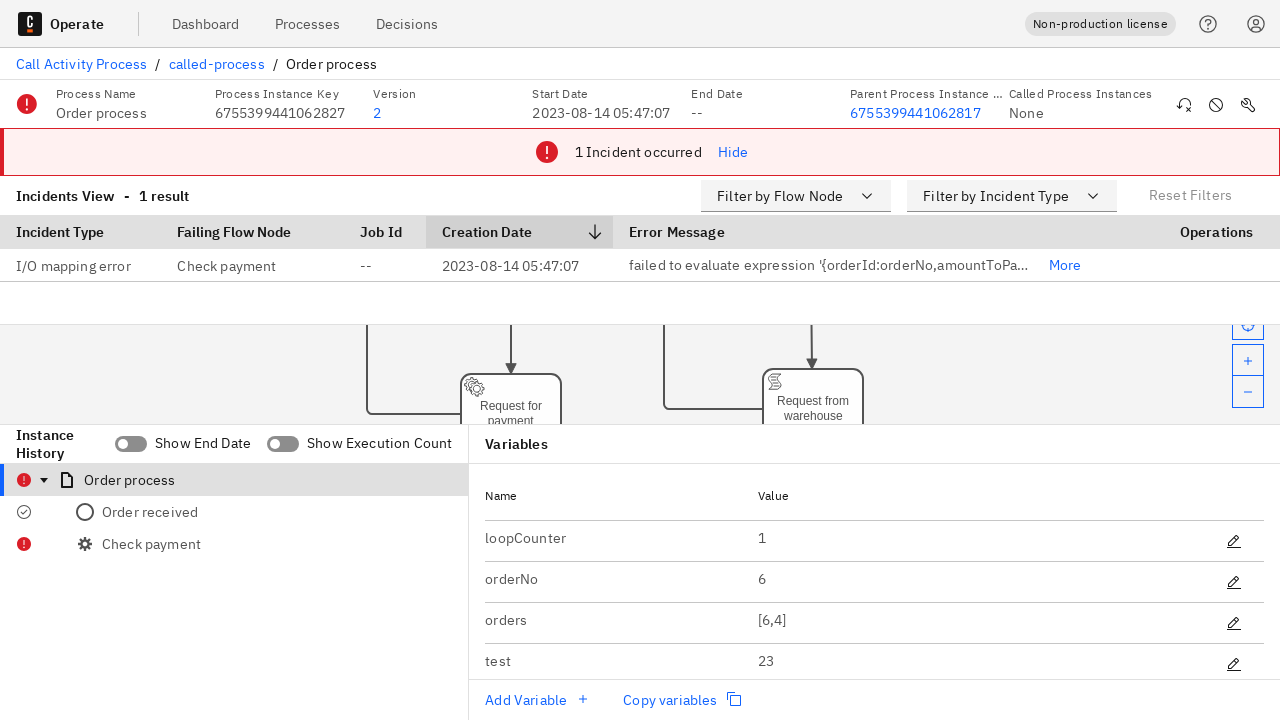 Operate
Dashboard
Processes
Decisions
Non-production license
Call Activity Process / called-process / Order process
Process Name
Process Instance Key
Version
Start Date
End Date
Parent Process Instance ...
Called Process Instances
Order process
6755399441062827
2
2023-08-14 05:47:07
--
6755399441062817
None
1 Incident occurred
Hide
Incidents View - 1 result
Filter by Flow Node
Filter by Incident Type
Reset Filters
Incident Type
Failing Flow Node
Job Id
Creation Date
Error Message
Operations
I/O mapping error
Check payment
--
2023-08-14 05:47:07
failed to evaluate expression '{orderId:orderNo,amountToPa...
More
Request for
payment
Request from
warehouse
Instance
History
Show End Date
Show Execution Count
Order process
Order received
Check payment
Variables
Name
Value
loopCounter
1
orderNo
6
orders
[6,4]
test
23
Add Variable
Copy variables